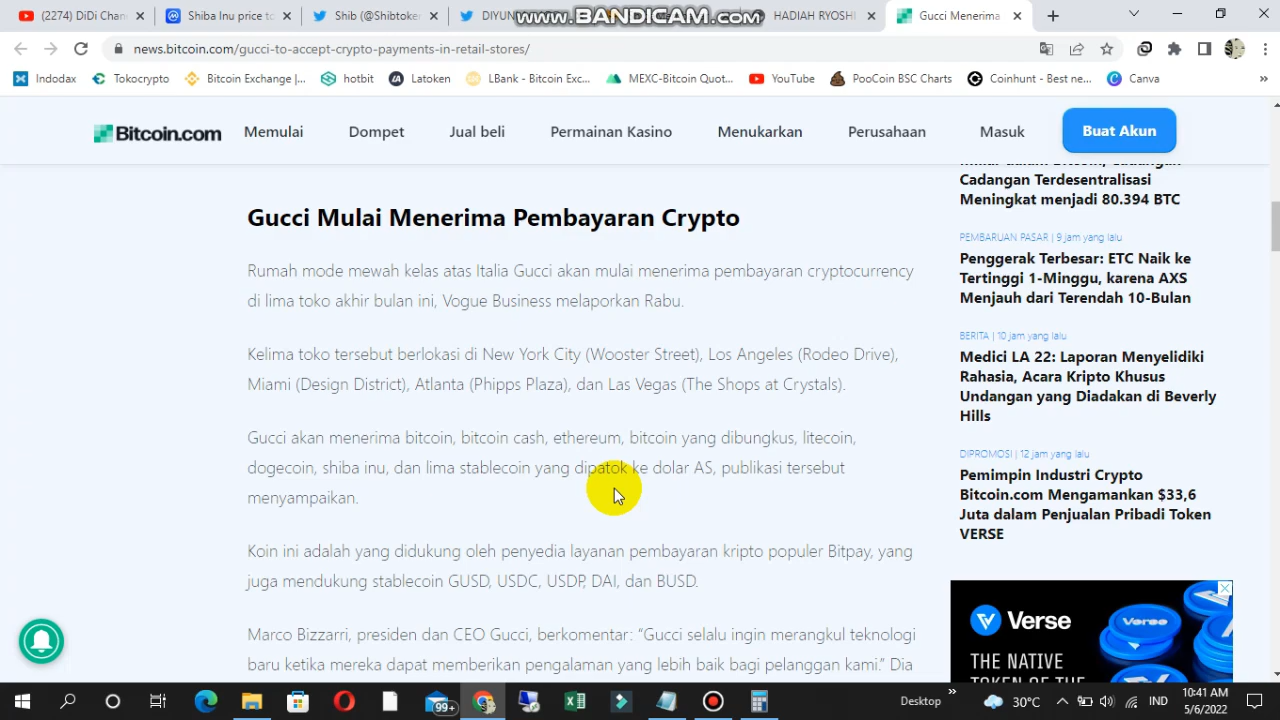 (2274) DiDi Chan
Shiba Inu price to
Shib (@Shibtoken
DIYUN
www.BANDICAM.com
HADIAH RYOSHI
Gucci Menerima
news.bitcoin.com/gucci-to-accept-crypto-payments-in-retail-stores/
Indodax
Tokocrypto
Bitcoin Exchange |...
hotbit
Latoken
LBank - Bitcoin Exc...
MEXC-Bitcoin Quot...
YouTube
PooCoin BSC Charts
Coinhunt - Best ne...
Canva
»
Bitcoin.com
Memulai
Dompet
Jual beli
Permainan Kasino
Menukarkan
Perusahaan
Masuk
Buat Akun
Gucci Mulai Menerima Pembayaran Crypto
Rumah mode mewah kelas atas Italia Gucci akan mulai menerima pembayaran cryptocurrency
di lima toko akhir bulan ini, Vogue Business melaporkan Rabu.
Kelima toko tersebut berlokasi di New York City (Wooster Street), Los Angeles (Rodeo Drive),
Miami (Design District), Atlanta (Phipps Plaza), dan Las Vegas (The Shops at Crystals).
Gucci akan menerima bitcoin, bitcoin cash, ethereum, bitcoin yang dibungkus, litecoin,
dogecoin, shiba inu, dan lima stablecoin yang dipatok ke dolar AS, publikasi tersebut
menyampaikan.
Koin ini adalah yang didukung oleh penyedia layanan pembayaran kripto populer Bitpay, yang
juga mendukung stablecoin GUSD, USDC, USDP, DAI, dan BUSD.
Marco Bizzarri, presiden dan CEO Gucci, berkomentar: “Gucci selalu ingin merangkul teknologi
baru ketika mereka dapat memberikan pengalaman yang lebih baik bagi pelanggan kami.” Dia
Cadangan Terdesentralisasi
Meningkat menjadi 80.394 BTC
PEMBARUAN PASAR | 9 jam yang lalu
Penggerak Terbesar: ETC Naik ke
Tertinggi 1-Minggu, karena AXS
Menjauh dari Terendah 10-Bulan
BERITA | 10 jam yang lalu
Medici LA 22: Laporan Menyelidiki
Rahasia, Acara Kripto Khusus
Undangan yang Diadakan di Beverly
Hills
DIPROMOSI | 12 jam yang lalu
Pemimpin Industri Crypto
Bitcoin.com Mengamankan $33,6
Juta dalam Penjualan Pribadi Token
VERSE
Verse
THE NATIVE
TOKEN OF THE
99+
Desktop
»
30°C
IND
10:41 AM
5/6/2022